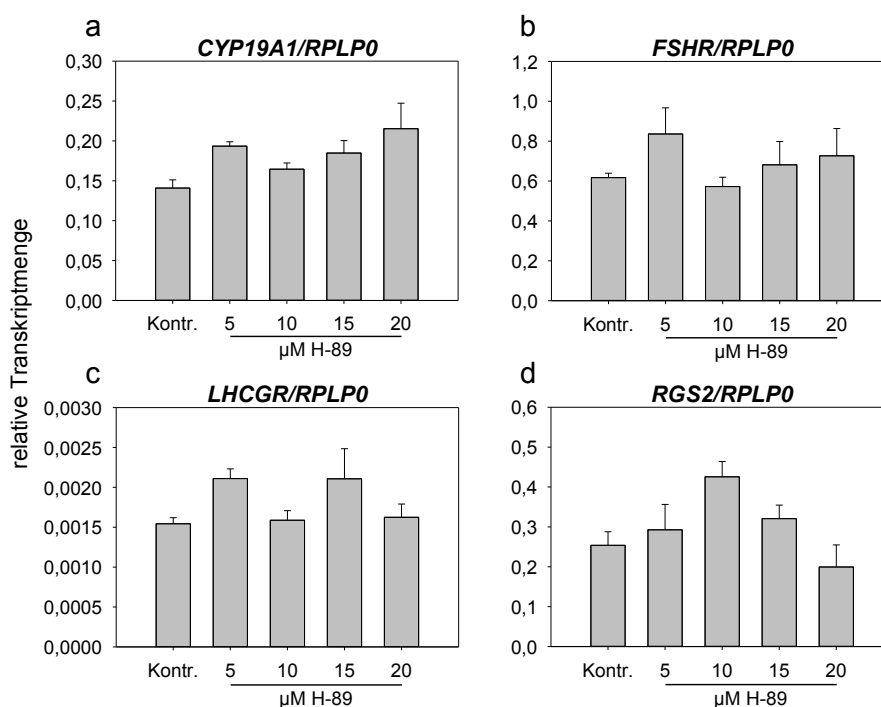 a
CYP19A1/RPLP0
0,30
0,25
0,20
0,15
0,10
0,05
0,00
Kontr. 5 10 15 20
µM H-89
b
FSHR/RPLP0
1,2
1,0
0,8
0,6
0,4
0,2
0,0
Kontr. 5 10 15 20
µM H-89
relative Transkriptmenge
c
LHCGR/RPLP0
0,0030
0,0025
0,0020
0,0015
0,0010
0,0005
0,0000
Kontr. 5 10 15 20
µM H-89
d
RGS2/RPLP0
0,6
0,5
0,4
0,3
0,2
0,1
0,0
Kontr. 5 10 15 20
µM H-89